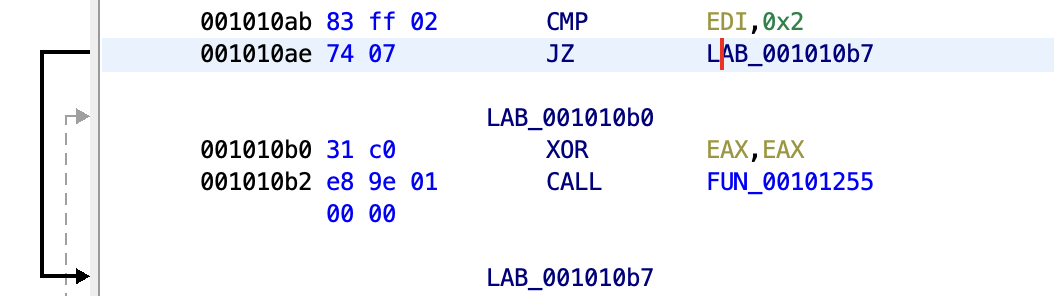 001010ab 83 ff 02 CMP EDI,0x2
001010ae 74 07 JZ LAB_001010b7
LAB_001010b0
001010b0 31 c0 XOR EAX,EAX
001010b2 e8 9e 01 CALL FUN_00101255
00 00
LAB_001010b7